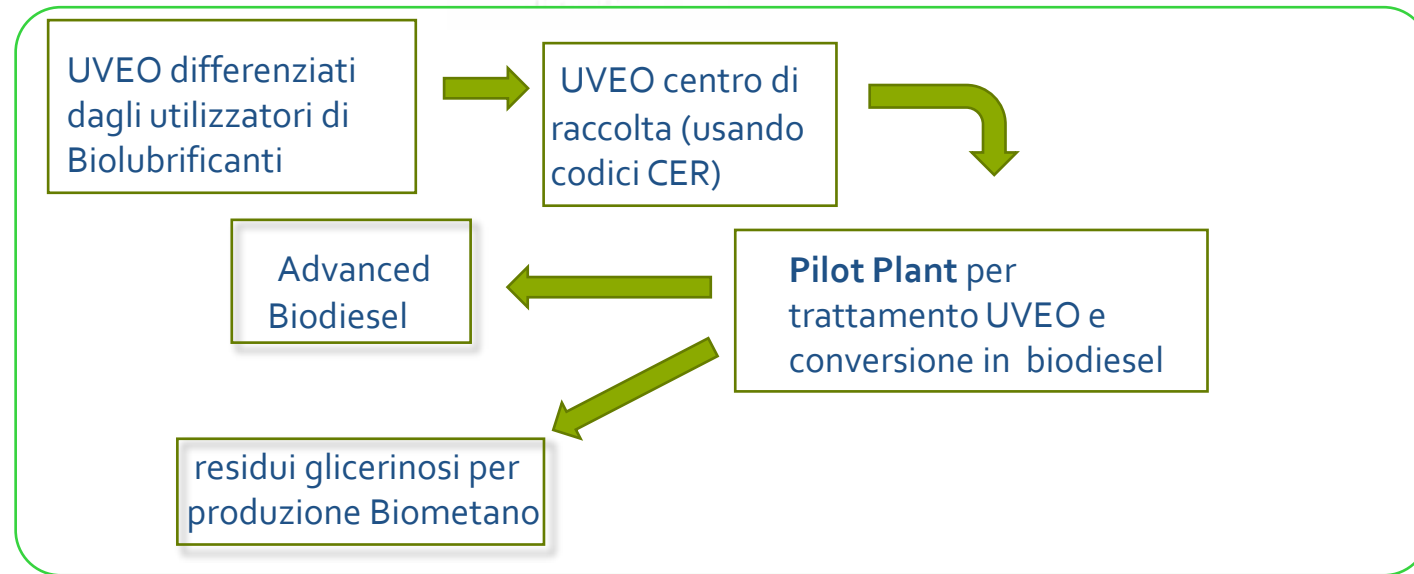 UVEO differenziati
dagli utilizzatori di
Biolubrificanti
UVEO centro di
raccolta (usando
codici CER)
Advanced
Biodiesel
Pilot Plant per
trattamento UVEO e
conversione in biodiesel
residui glicerinosi per
produzione Biometano